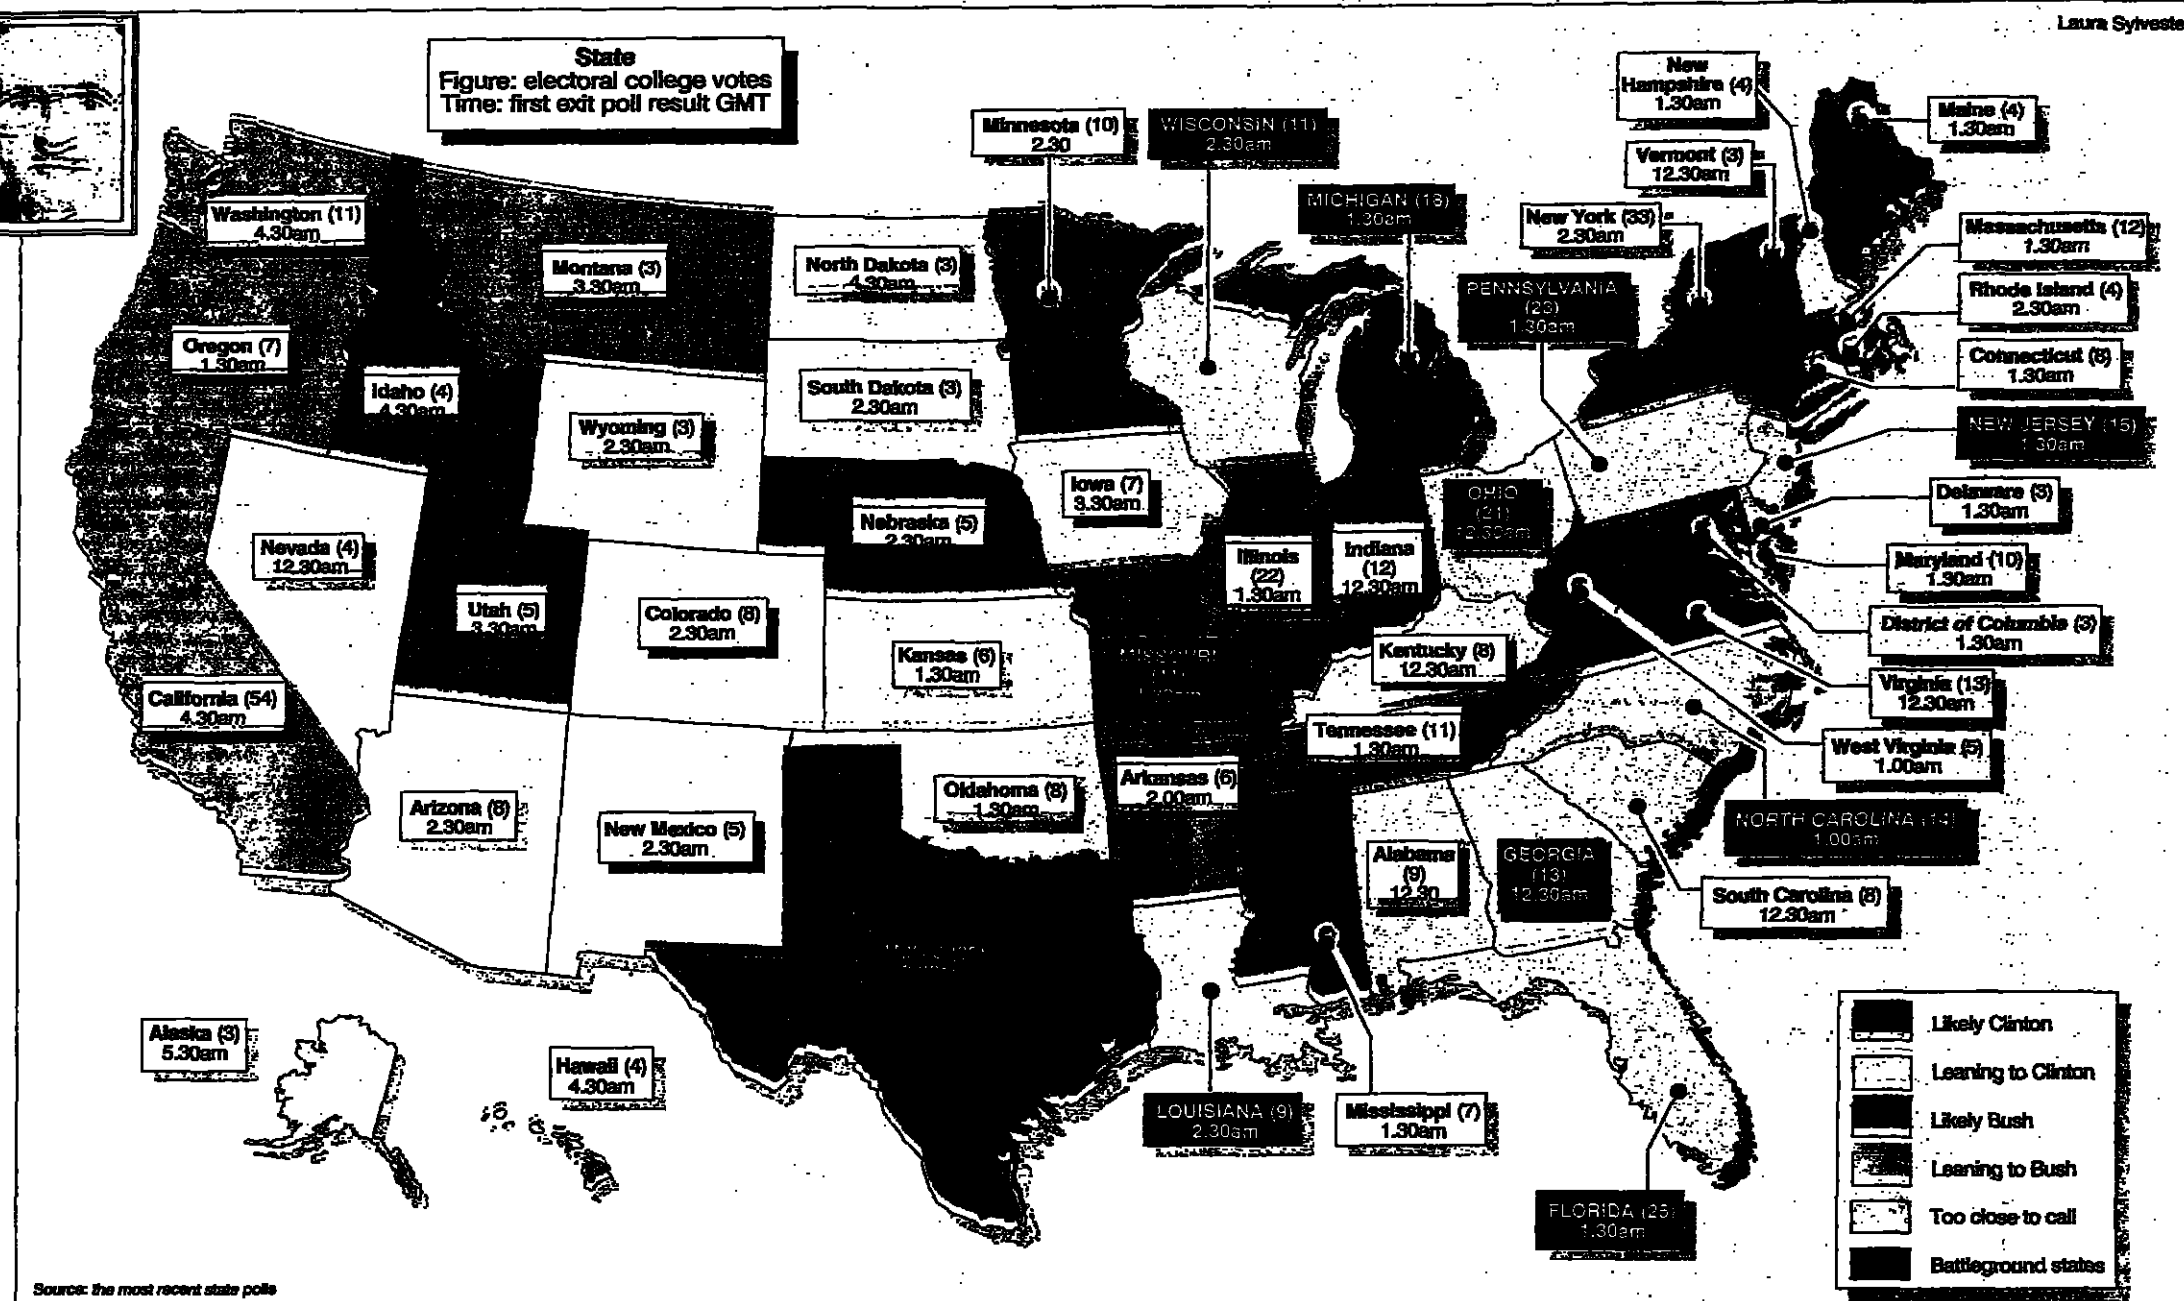 Laura Sylveste
State
Figure: electoral college votes
Time: first exit poll result GMT
New
Hampshire (4)
1.30am
Maine (4)
1.30am
Minnesota (10)
2.30
WISCONSIN (11)
2.30am
Vermont (3)
12.30am
MICHIGAN (18)
1.30am
New York (33)
2.30am
Massachusetts (12)
1.30am
Washington (11)
4.30am
Montana (3)
3.30am
North Dakota (3)
4.30am
PENNSYLVANIA
(23)
1.30am
Rhode Island (4)
2.30am
Oregon (7)
1.30am
Idaho (4)
4.30am
South Dakota (3)
2.30am
Connecticut (8)
1.30am
Wyoming (3)
2.30am
NEW JERSEY (15)
1.30am
Iowa (7)
3.30am
OHIO
(21)
Delaware (3)
1.30am
Nebraska (5)
2.30am
Nevada (4)
12.30am
Illinois
(22)
1.30am
Indiana
(12)
12.30am
Maryland (10)
1.30am
Utah (5)
3.30am
Colorado (8)
2.30am
District of Columbia (3)
1.30am
Kansas (6)
1.30am
MISSOURI
Kentucky (8)
12.30am
California (54)
4.30am
Virginia (13)
12.30am
Tennessee (11)
1.30am
West Virginia (5)
1.00am
Arkansas (6)
2.00am
Arizona (8)
2.30am
Oklahoma (8)
1.30am
New Mexico (5)
2.30am
NORTH CAROLINA (14)
1.00am
Alabama
(9)
12.30
GEORGIA
(13)
12.30am
South Carolina (8)
12.30am
Alaska (3)
5.30am
Hawaii (4)
4.30am
LOUISIANA (9)
2.30am
Mississippi (7)
1.30am
FLORIDA (25)
1.30am
Likely Clinton
Leaning to Clinton
Likely Bush
Leaning to Bush
Too close to call
Battleground states
Source: the most recent state polls